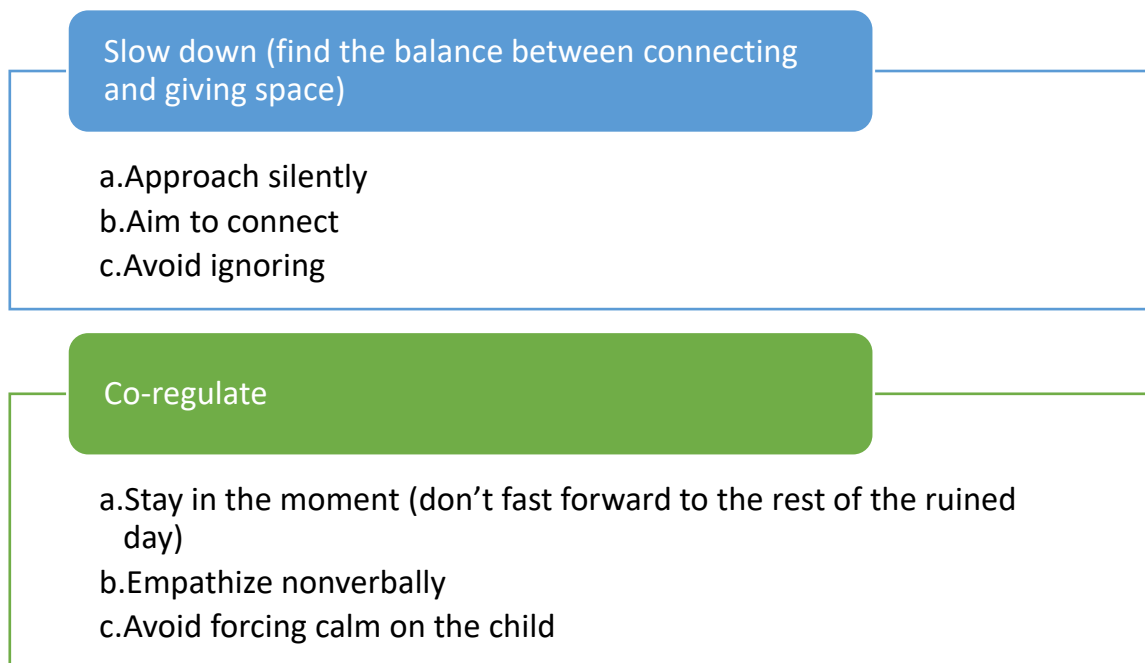 Slow down (find the balance between connecting
and giving space)
a.Approach silently
b.Aim to connect
c.Avoid ignoring
Co-regulate
a.Stay in the moment (don’t fast forward to the rest of the ruined
day)
b.Empathize nonverbally
c.Avoid forcing calm on the child